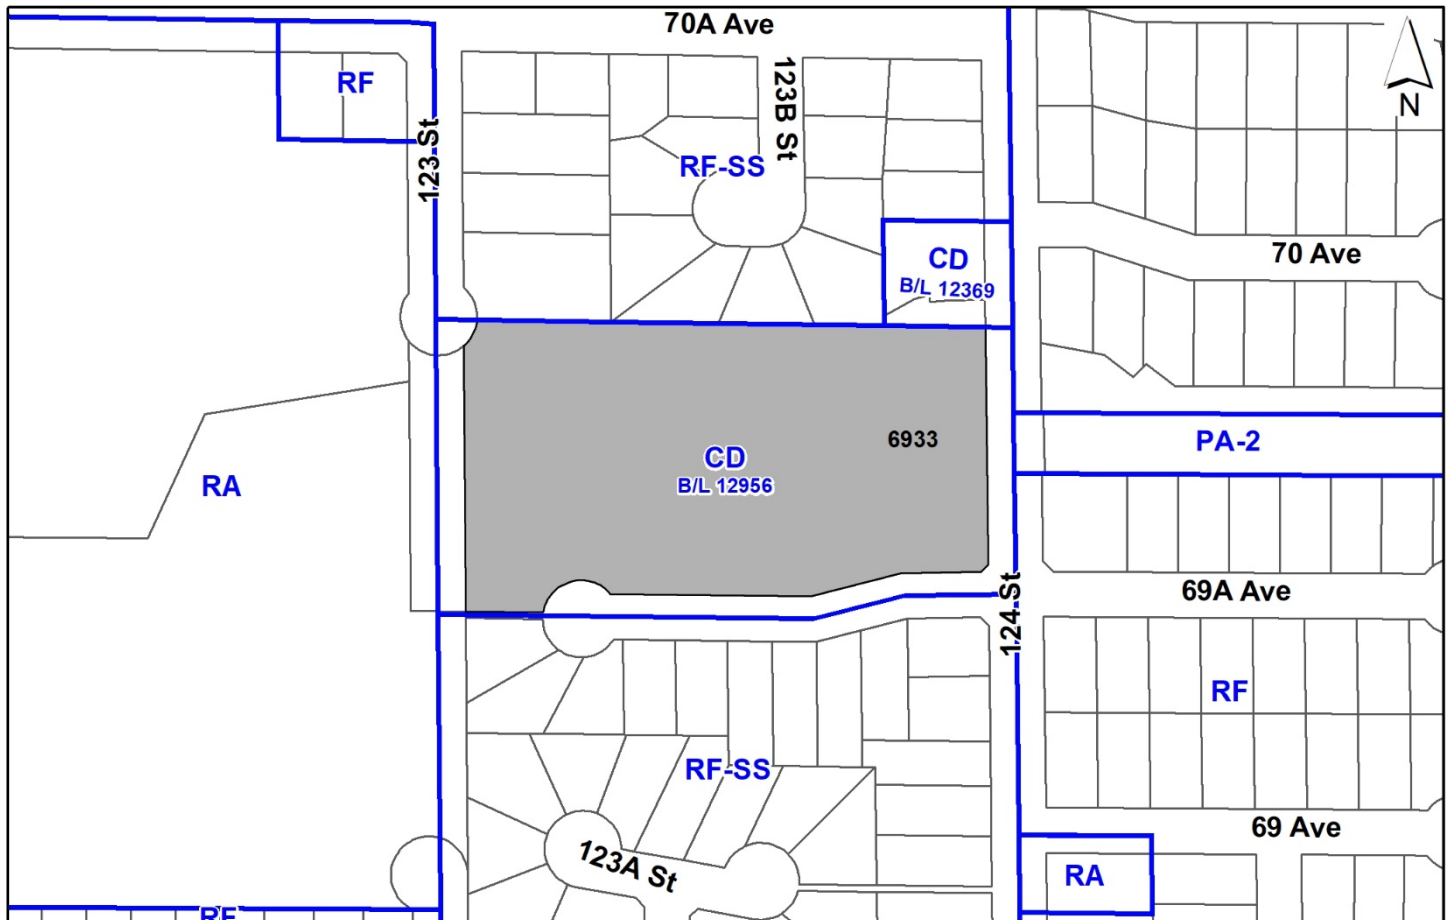 70A Ave
RF
123B St
N
123 St
RF-SS
CD
B/L 12369
70 Ave
6933
CD
B/L 12956
PA-2
RA
124 St
69A Ave
RF
RF-SS
69 Ave
123A St
RA
RF